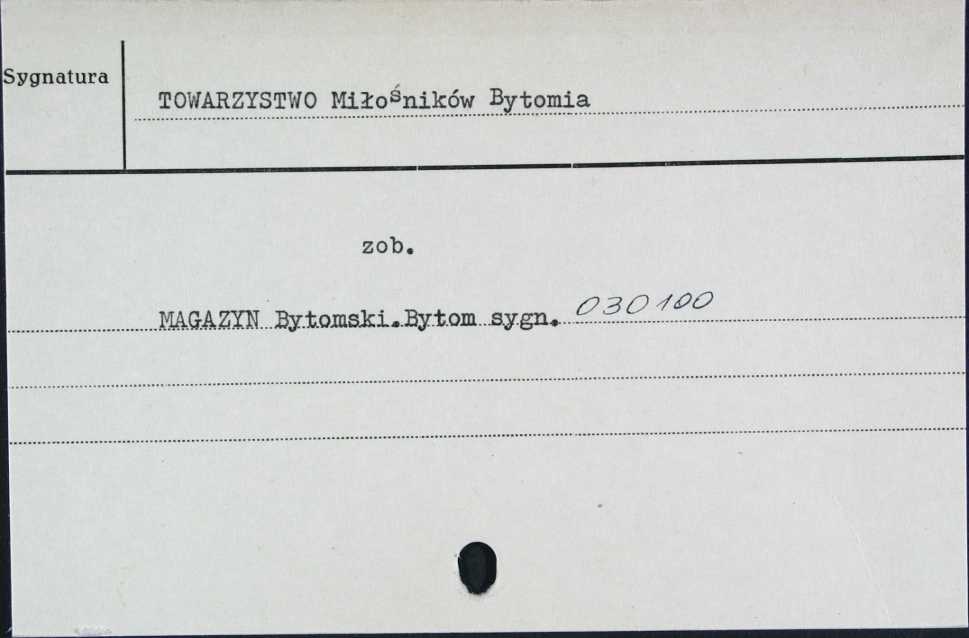 Sygnatura
TOWARZYSTWO Miłośników Bytomia
zob.
MAGAZYN Bytomski.Bytom sygn. 030100